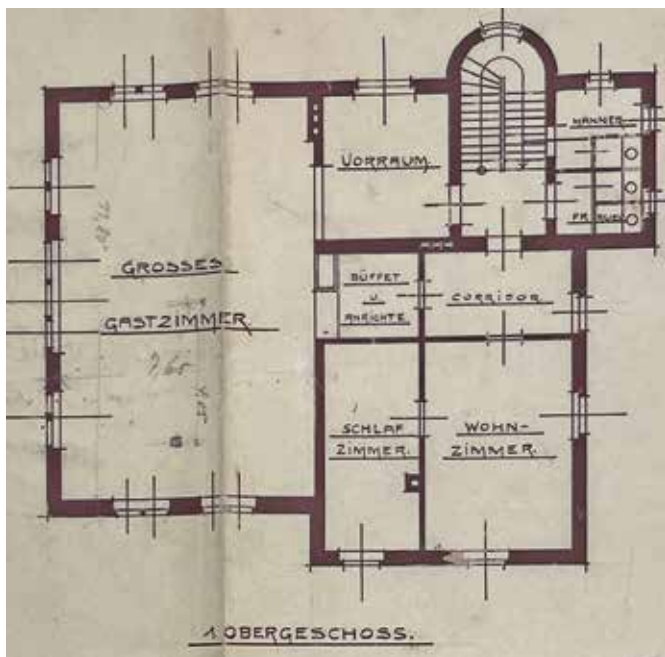 MÄNNER.
VORRAUM.
FRAUEN
GROSSES
GASTZIMMER.
BÜFFET
U
ANRICHTE
CORRIDOR
SCHLAF
ZIMMER.
WOHN-
ZIMMER.
1 OBERGESCHOSS.